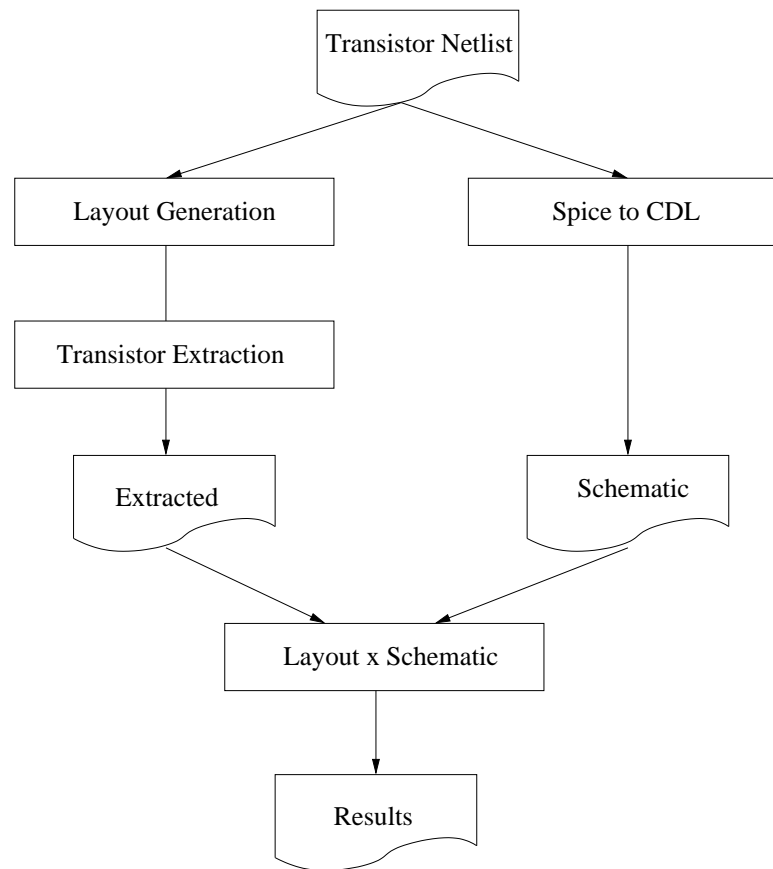 Transistor Netlist
Layout Generation
Spice to CDL
Transistor Extraction
Extracted
Schematic
Layout x Schematic
Results